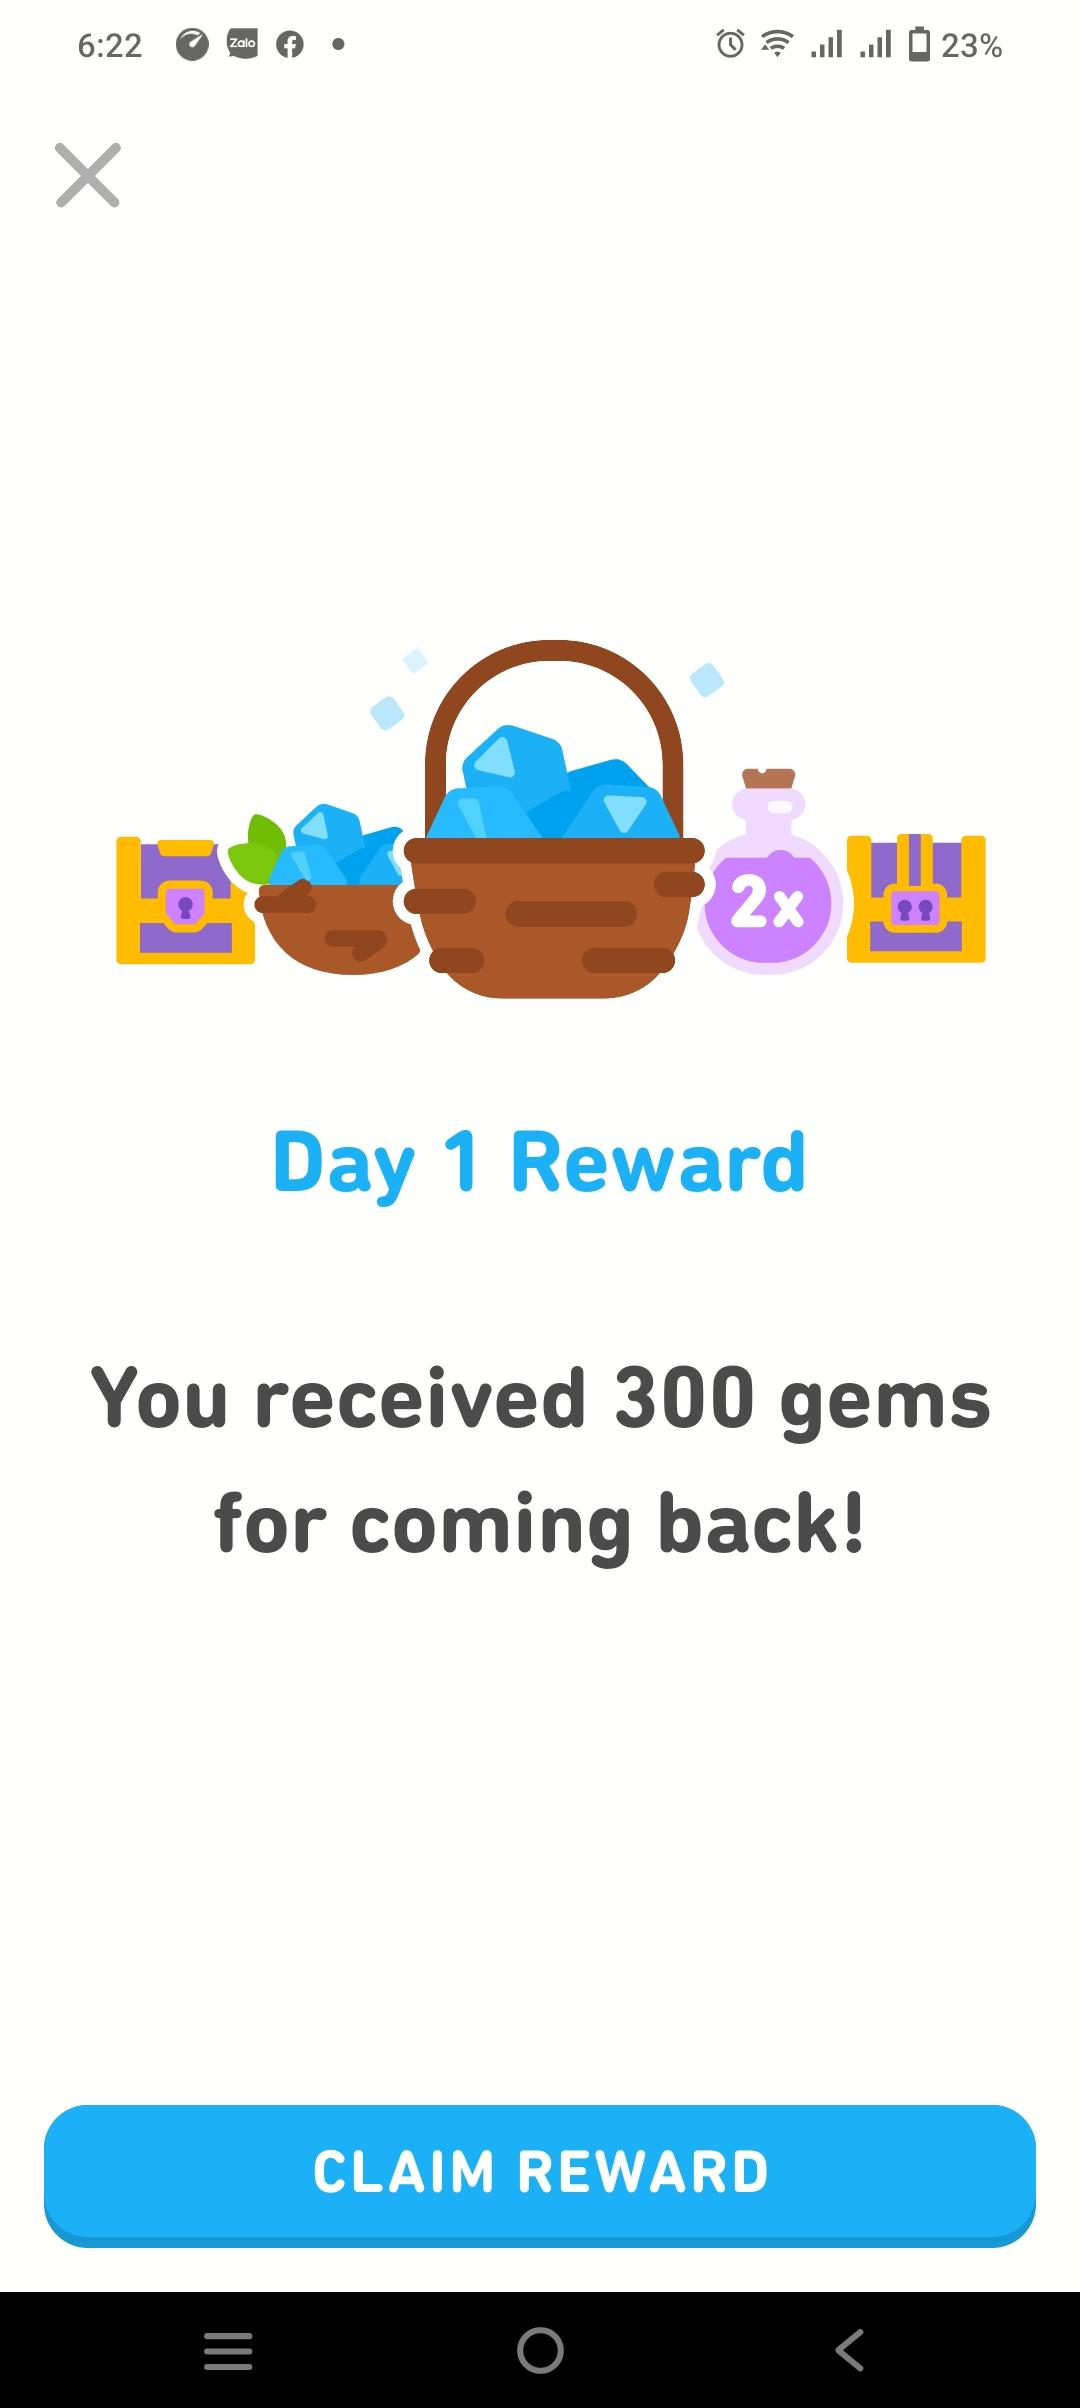 6:22 Zalo 23%
2x
Day 1 Reward
You received 300 gems
for coming back!
CLAIM REWARD